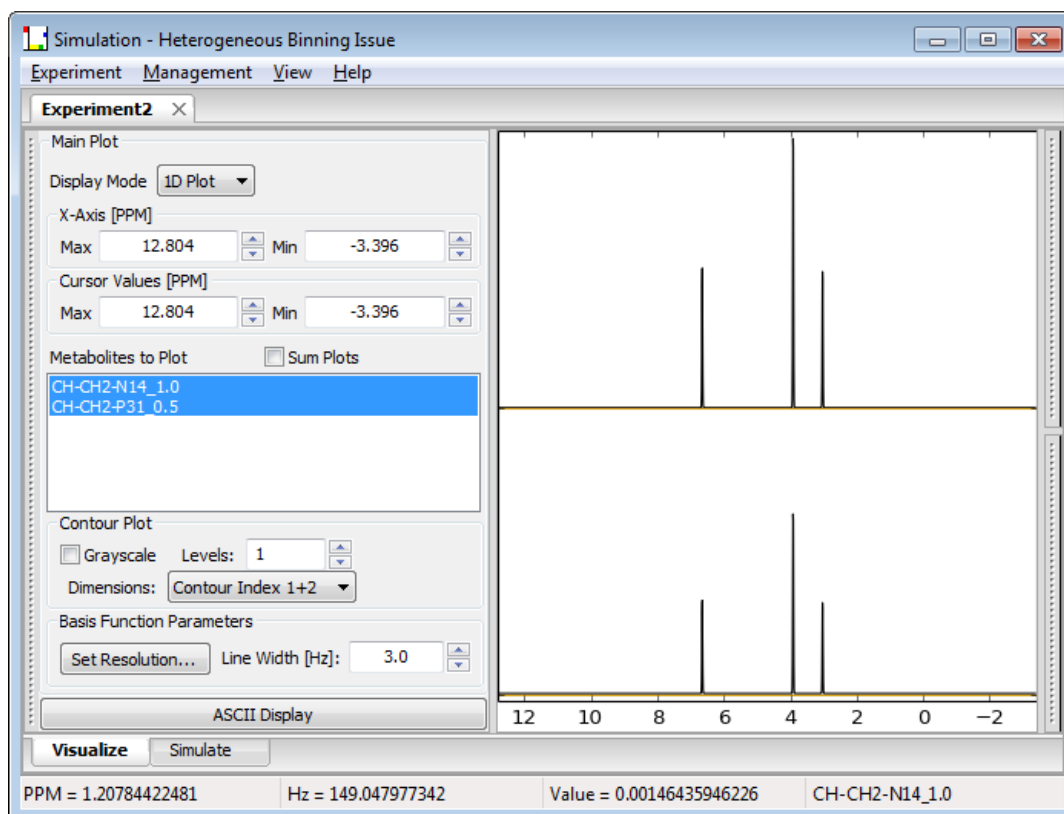 Simulation - Heterogeneous Binning Issue
Experiment Management View Help
Experiment2
Main Plot
Display Mode 1D Plot
X-Axis [PPM]
Max 12.804 Min -3.396
Cursor Values [PPM]
Max 12.804 Min -3.396
Metabolites to Plot Sum Plots
CH-CH2-N14_1.0
CH-CH2-P31_0.5
Contour Plot
Grayscale Levels: 1
Dimensions: Contour Index 1+2
Basis Function Parameters
Set Resolution... Line Width [Hz]: 3.0
ASCII Display
12 10 8 6 4 2 0 −2
Visualize Simulate
PPM = 1.20784422481 Hz = 149.047977342 Value = 0.00146435946226 CH-CH2-N14_1.0